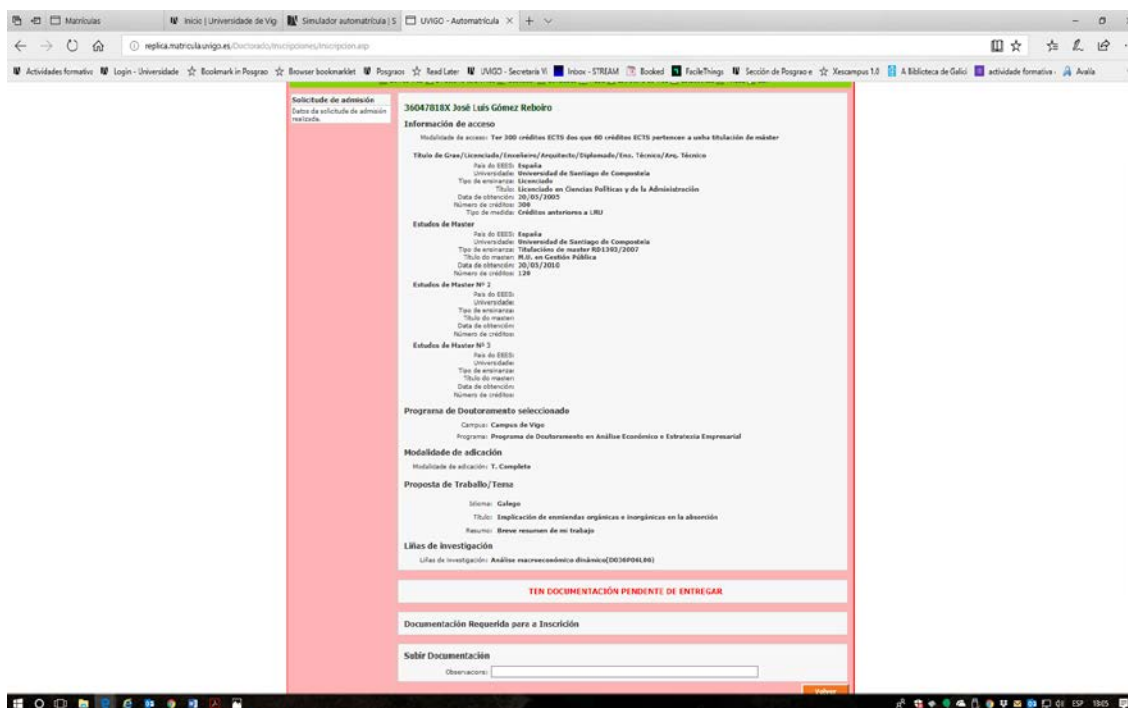 Matrículas
Inicio | Universidade de Vig
Simulador automatrícula | S
UVIGO - Automatrícula
replica.matricula.uvigo.es/Doctorado/Inscripciones/Inscripcion.asp
Actividades formativa
Login - Universidade
Bookmark in Posgrao
Browser bookmarklet
Posgraos
Read Later
UVIGO - Secretaría Vi
Inbox - STREAM
Booked
FacileThings
Sección de Posgrao e
Xescampus 1.0
A Biblioteca de Galici
actividade formativa -
Avalía
Solicitude de admisión
Datos da solicitude de admisión
realizada.
36047818X José Luis Gómez Reboiro
Información de acceso
Modalidade de acceso: Ter 300 créditos ECTS dos que 60 créditos ECTS pertencen a unha titulación de máster
Título de Grao/Licenciado/Enxeñeiro/Arquitecto/Diplomado/Enx. Técnico/Arq. Técnico
País do EEES: España
Universidade: Universidad de Santiago de Compostela
Tipo de ensinanza: Licenciado
Título: Licenciado en Ciencias Políticas y de la Administración
Data de obtención: 20/05/2005
Número de créditos: 300
Tipo de medida: Créditos anteriores a LRU
Estudos de Master
País do EEES: España
Universidade: Universidad de Santiago de Compostela
Tipo de ensinanza: Titulacións de master RD1393/2007
Título do master: M.U. en Gestión Pública
Data de obtención: 20/05/2010
Número de créditos: 120
Estudos de Master Nº 2
País do EEES:
Universidade:
Tipo de ensinanza:
Título do master:
Data de obtención:
Número de créditos:
Estudos de Master Nº 3
País do EEES:
Universidade:
Tipo de ensinanza:
Título do master:
Data de obtención:
Número de créditos:
Programa de Doutoramento seleccionado
Campus: Campus de Vigo
Programa: Programa de Doutoramento en Análise Económico e Estratexia Empresarial
Modalidade de adicación
Modalidade de adicación: T. Completo
Proposta de Traballo/Tema
Idioma: Galego
Título: Implicación de enmiendas orgánicas e inorgánicas en la absorción
Resumo: Breve resumen de mi trabajo
Liñas de investigación
Liñas de investigación: Análise macroeconómico dinámico(D036P06L06)
TEN DOCUMENTACIÓN PENDENTE DE ENTREGAR
Documentación Requerida para a Inscrición
Subir Documentación
Observacións:
Volver
ESP
13:05